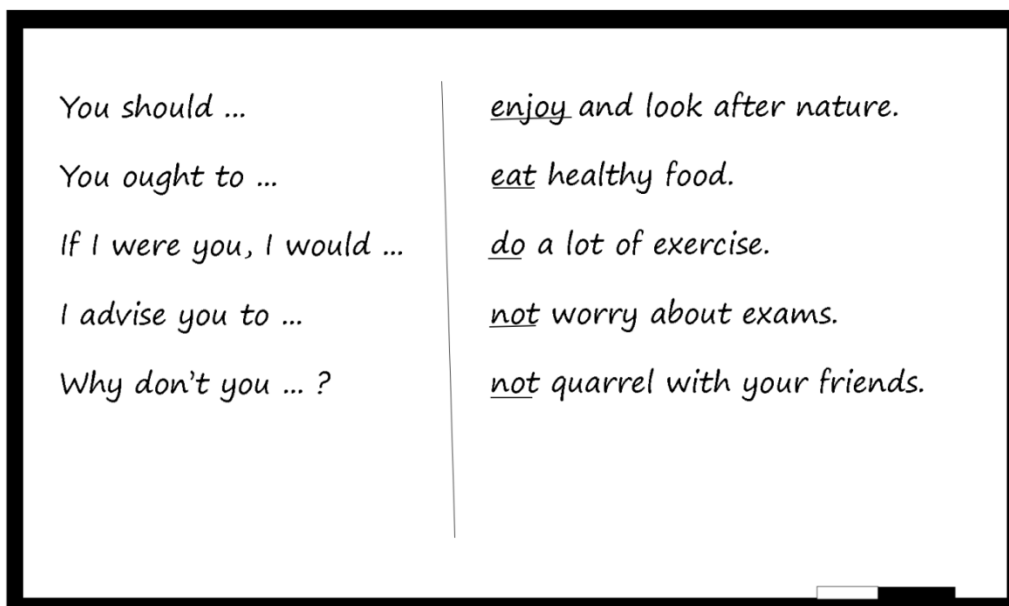 You should ...
You ought to ...
If I were you, I would ...
I advise you to ...
Why don't you ... ?
enjoy and look after nature.
eat healthy food.
do a lot of exercise.
not worry about exams.
not quarrel with your friends.